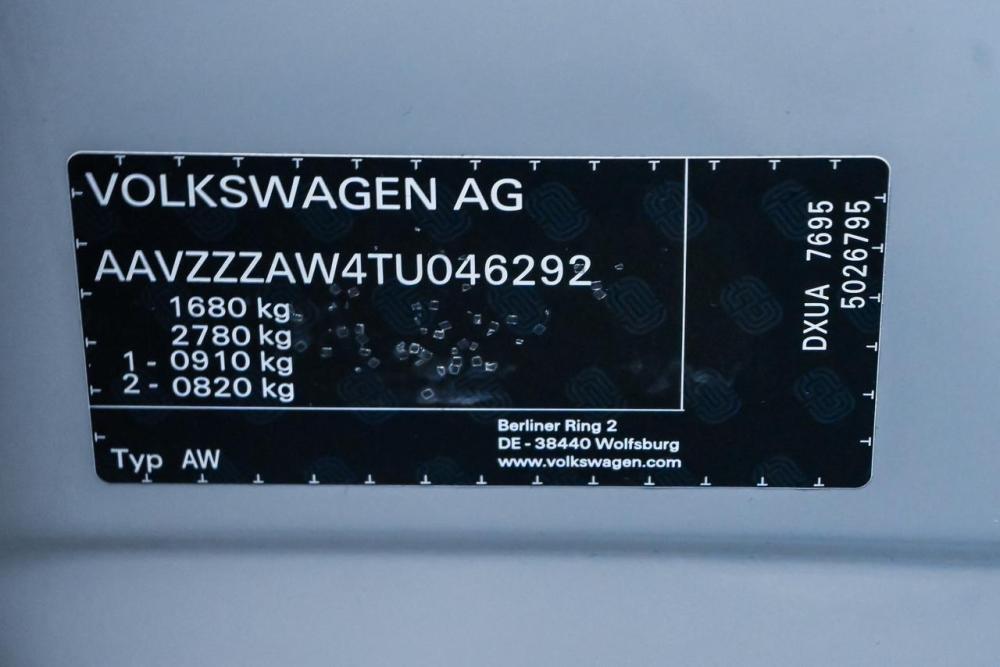 VOLKSWAGEN AG
AAVZZZAW4TU046292
1680 kg
2780 kg
1 - 0910 kg
2 - 0820 kg
Typ AW
Berliner Ring 2
DE - 38440 Wolfsburg
www.volkswagen.com
DXUA 7695
5026795